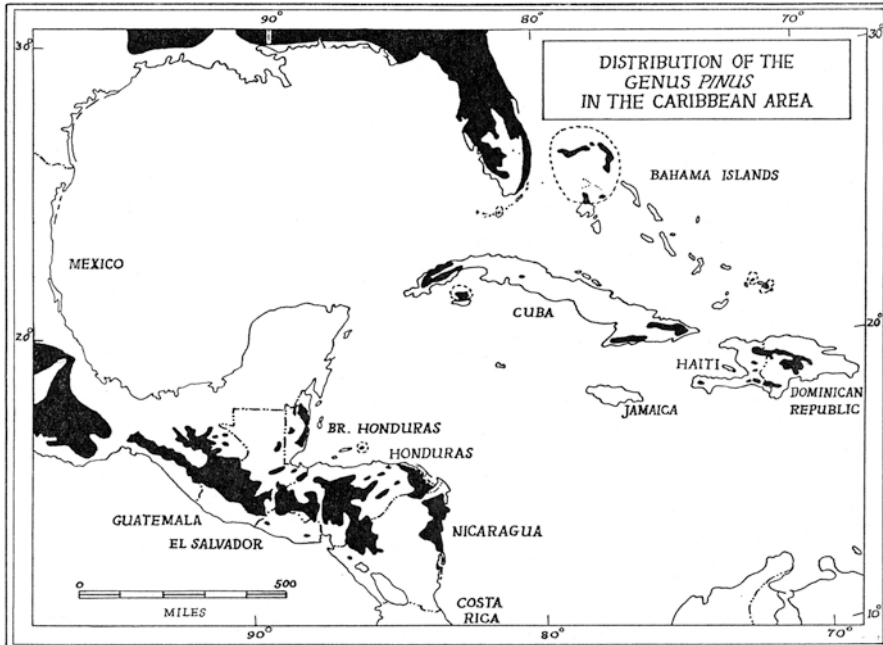 90°
80°
70°
30°
30°
DISTRIBUTION OF THE
GENUS PINUS
IN THE CARIBBEAN AREA
BAHAMA ISLANDS
MEXICO
CUBA
20°
20°
HAITI
JAMAICA
DOMINICAN
REPUBLIC
BR. HONDURAS
HONDURAS
GUATEMALA
NICARAGUA
EL SALVADOR
0 500
MILES
COSTA
RICA
10°
90°
80°
70°